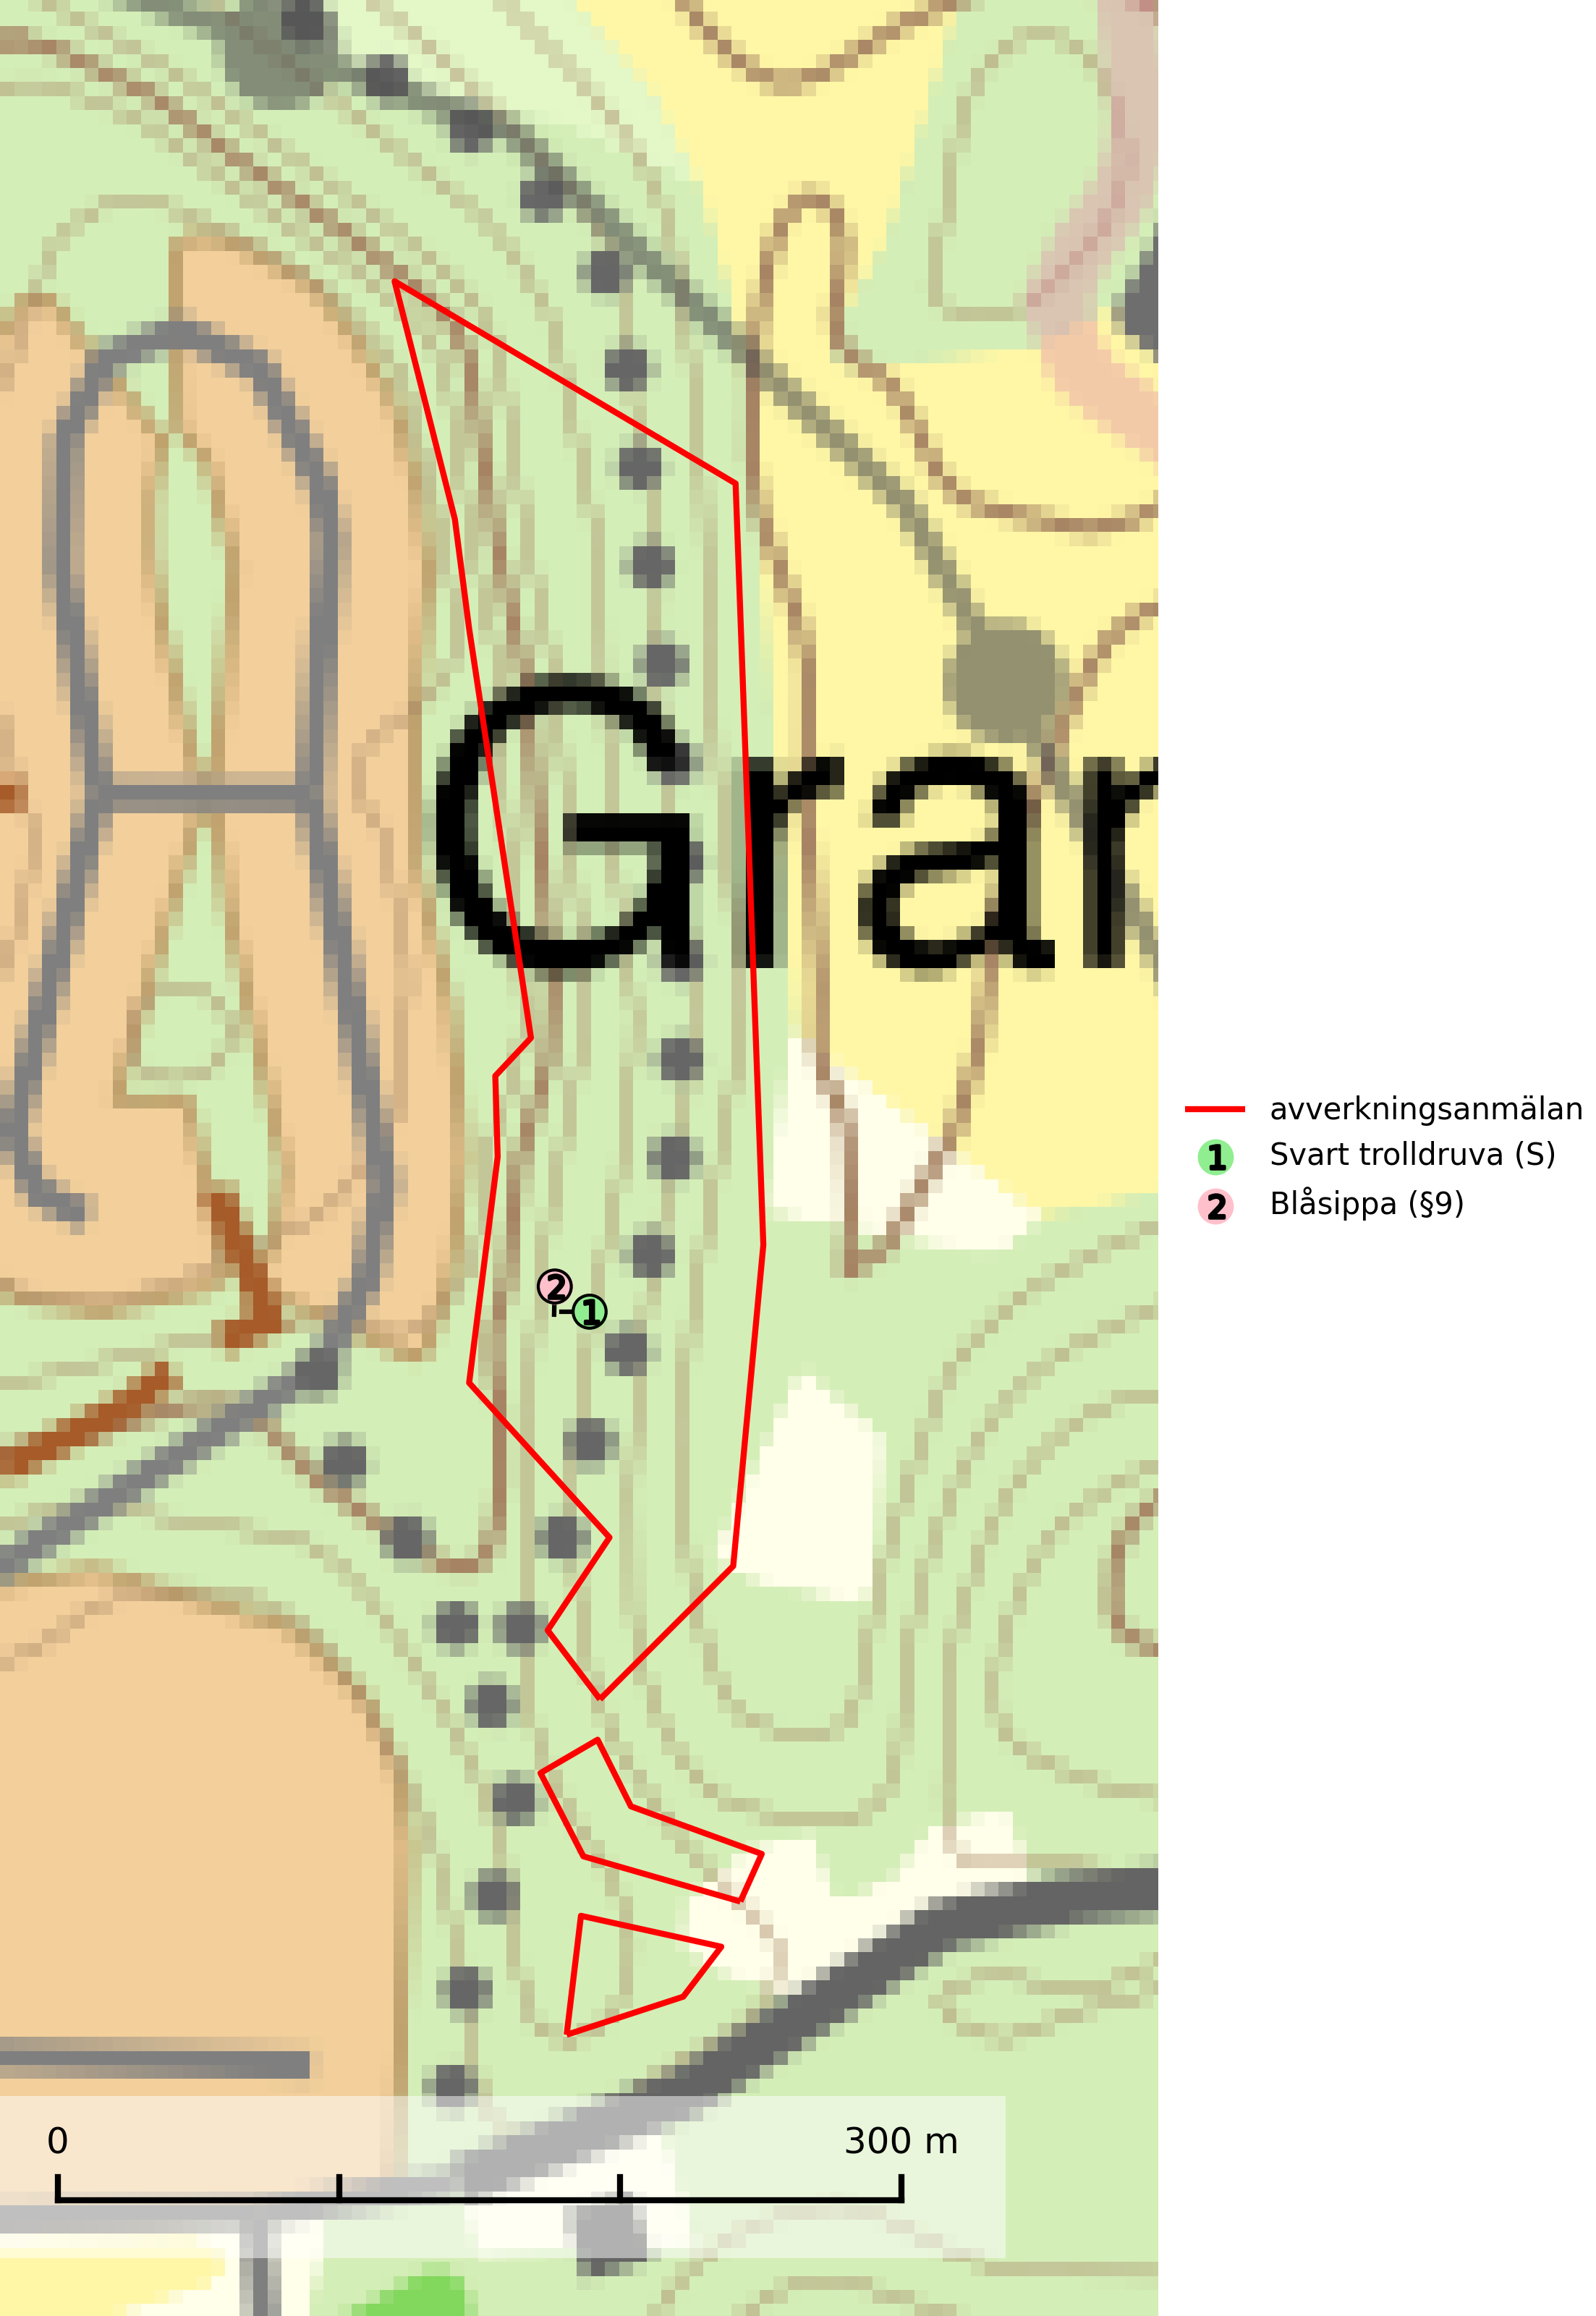 Gran
avverkningsanmälan
1 Svart trolldruva (S)
2 Blåsippa (§9)
2
1
0 300 m